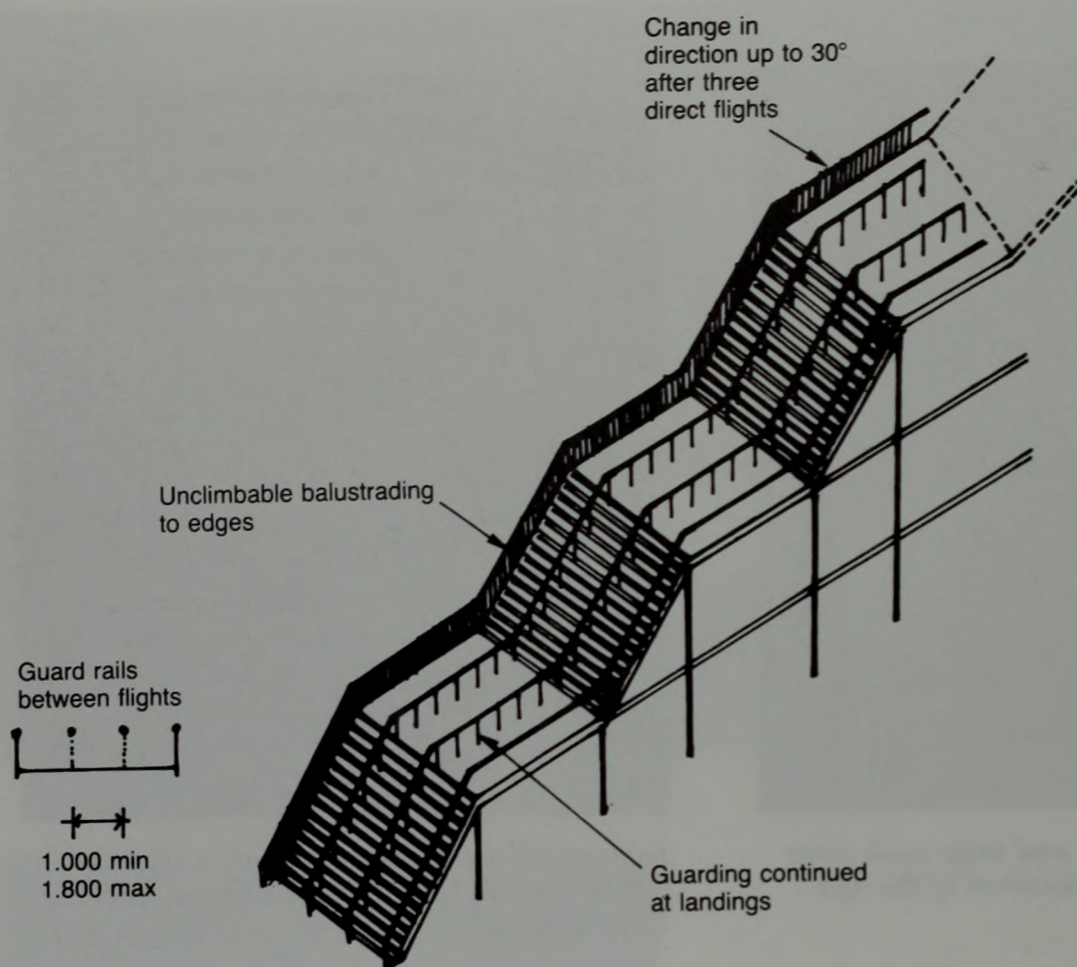 Change in
direction up to 30°
after three
direct flights
Unclimbable balustrading
to edges
Guard rails
between flights
1.000 min
1.800 max
Guarding continued
at landings